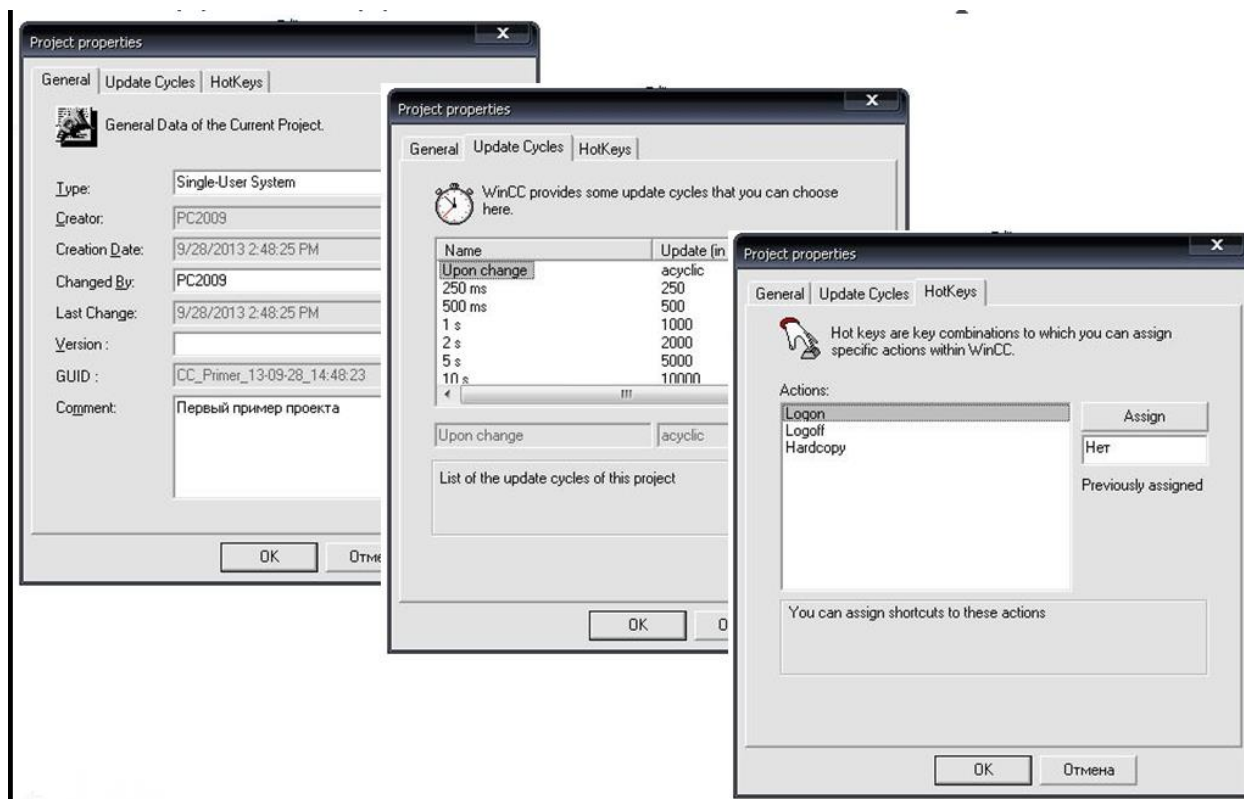 Project properties
General Update Cycles HotKeys
General Data of the Current Project.
Type: Single-User System
Creator: PC2009
Creation Date: 9/28/2013 2:48:25 PM
Changed By: PC2009
Last Change: 9/28/2013 2:48:25 PM
Version :
GUID : CC_Primer_13-09-28_14:48:23
Comment: Первый пример проекта
OK
Project properties
General Update Cycles HotKeys
WinCC provides some update cycles that you can choose
here.
Name Update (in
Upon change acyclic
250 ms 250
500 ms 500
1 s 1000
2 s 2000
5 s 5000
10 s 10000
Upon change acyclic
List of the update cycles of this project
OK
Project properties
General Update Cycles HotKeys
Hot keys are key combinations to which you can assign
specific actions within WinCC.
Actions:
Logon
Logoff
Hardcopy
Assign
Нет
Previously assigned
You can assign shortcuts to these actions
OK Отмена